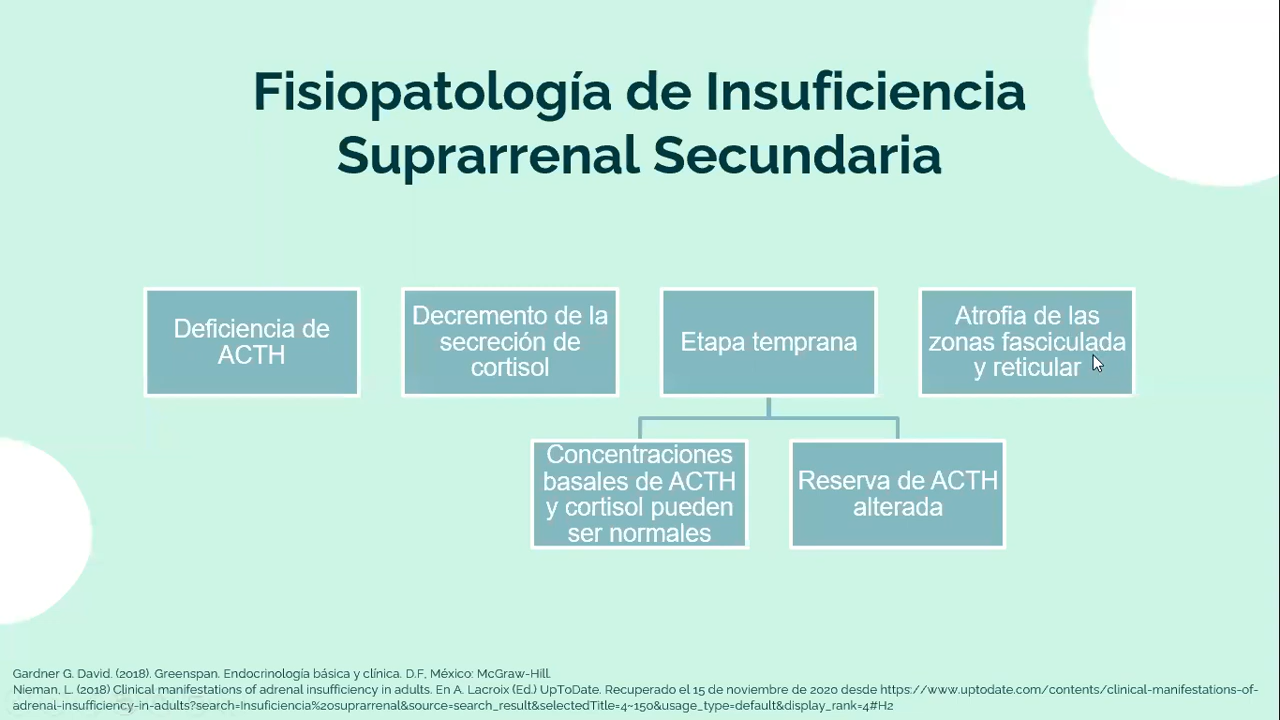 Fisiopatología de Insuficiencia
Suprarrenal Secundaria
Deficiencia de
ACTH
Decremento de la
secreción de
cortisol
Etapa temprana
Atrofia de las
zonas fasciculada
y reticular
Concentraciones
basales de ACTH
y cortisol pueden
ser normales
Reserva de ACTH
alterada
Gardner G. David. (2018). Greenspan. Endocrinología básica y clínica. D.F, México: McGraw-Hill.
Nieman, L. (2018) Clinical manifestations of adrenal insufficiency in adults. En A. Lacroix (Ed.) UpToDate. Recuperado el 15 de noviembre de 2020 desde https://www.uptodate.com/contents/clinical-manifestations-of-
adrenal-insufficiency-in-adults?search=Insuficiencia%20suprarrenal&source=search_result&selectedTitle=4~150&usage_type=default&display_rank=4#H2